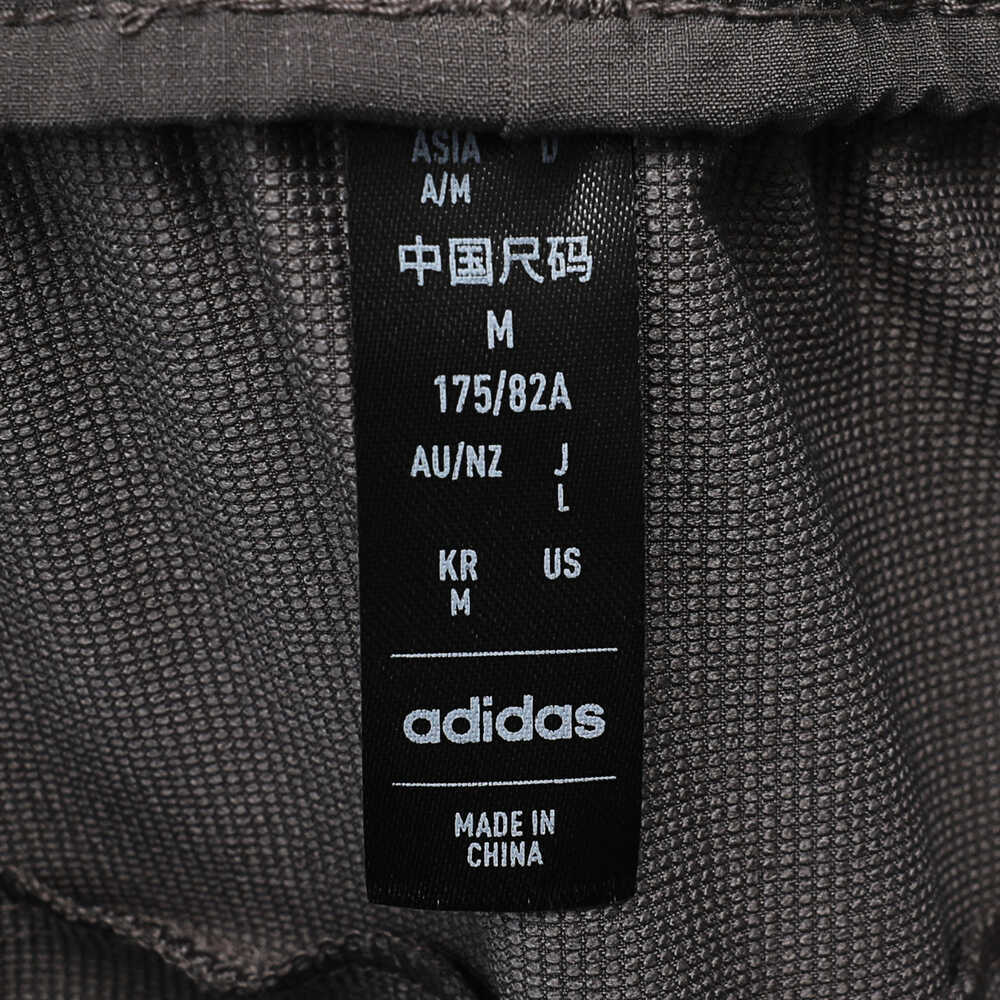 ASIA D
A/M
中国尺码
M
175/82A
AU/NZ J
L
KR US
M
adidas
MADE IN
CHINA